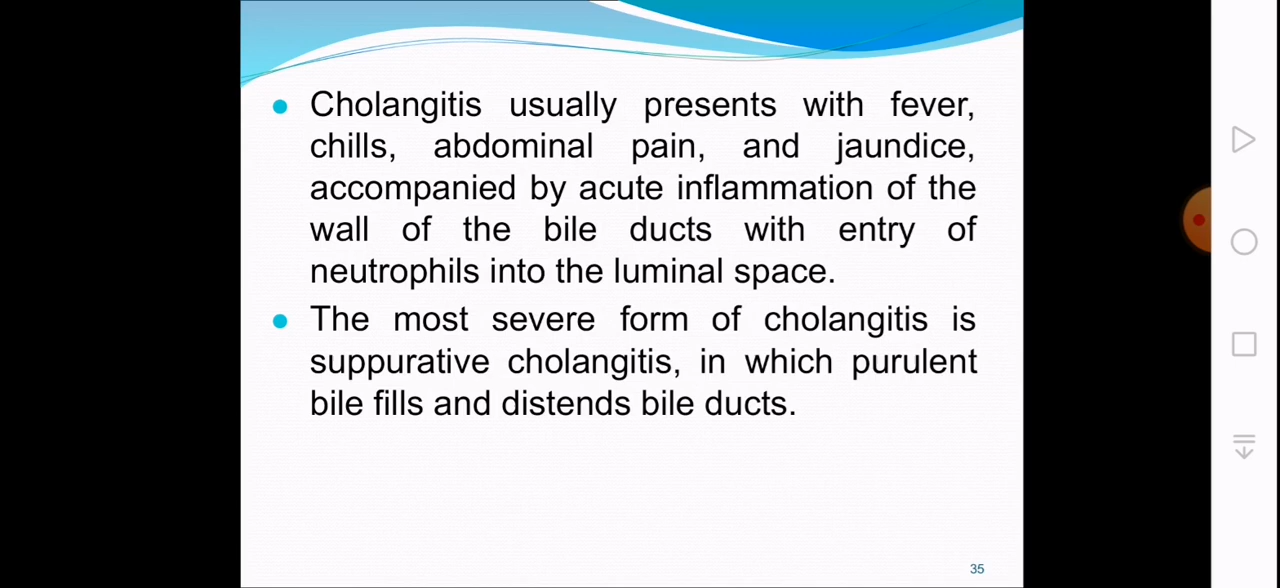 Cholangitis usually presents with fever,
chills, abdominal pain, and jaundice,
accompanied by acute inflammation of the
wall of the bile ducts with entry of
neutrophils into the luminal space.
The most severe form of cholangitis is
suppurative cholangitis, in which purulent
bile fills and distends bile ducts.
35